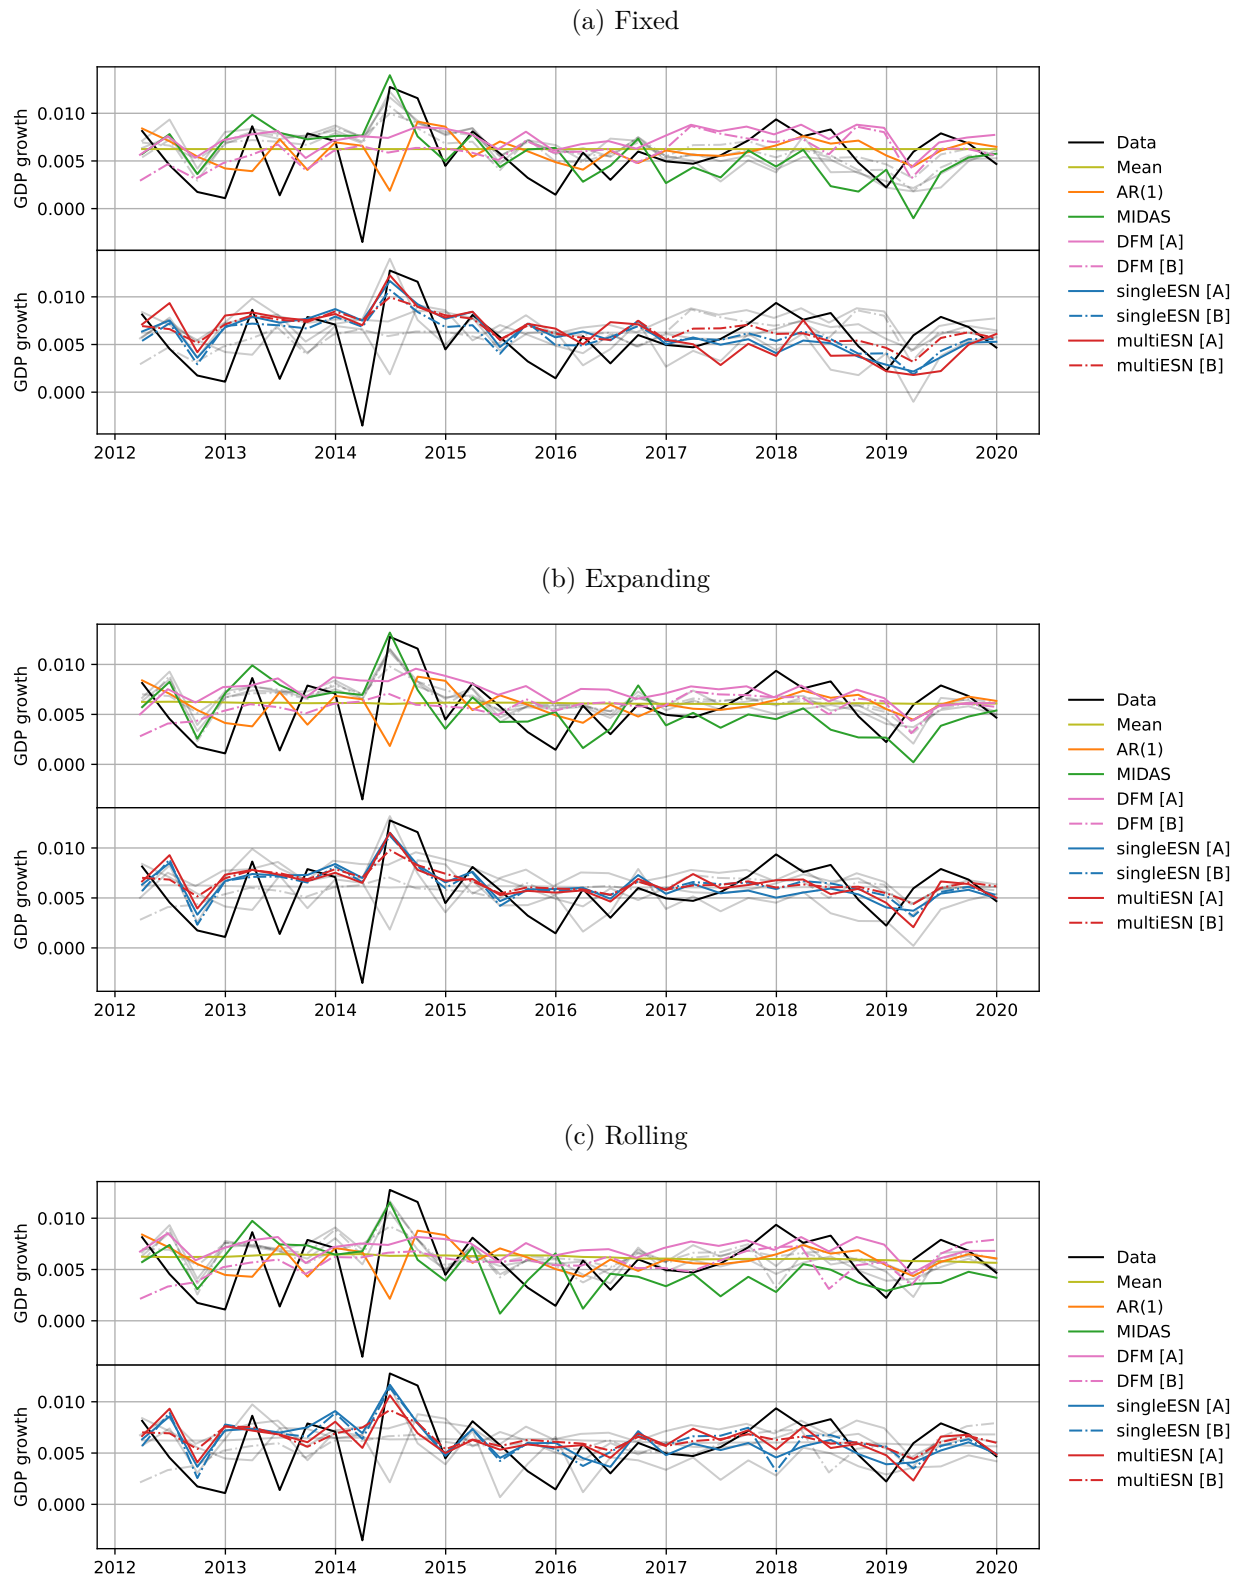 (a) Fixed
GDP growth
0.010
0.005
0.000
GDP growth
0.010
0.005
0.000
2012 2013 2014 2015 2016 2017 2018 2019 2020
Data
Mean
AR(1)
MIDAS
DFM [A]
DFM [B]
singleESN [A]
singleESN [B]
multiESN [A]
multiESN [B]
(b) Expanding
GDP growth
0.010
0.005
0.000
GDP growth
0.010
0.005
0.000
2012 2013 2014 2015 2016 2017 2018 2019 2020
Data
Mean
AR(1)
MIDAS
DFM [A]
DFM [B]
singleESN [A]
singleESN [B]
multiESN [A]
multiESN [B]
(c) Rolling
GDP growth
0.010
0.005
0.000
GDP growth
0.010
0.005
0.000
2012 2013 2014 2015 2016 2017 2018 2019 2020
Data
Mean
AR(1)
MIDAS
DFM [A]
DFM [B]
singleESN [A]
singleESN [B]
multiESN [A]
multiESN [B]